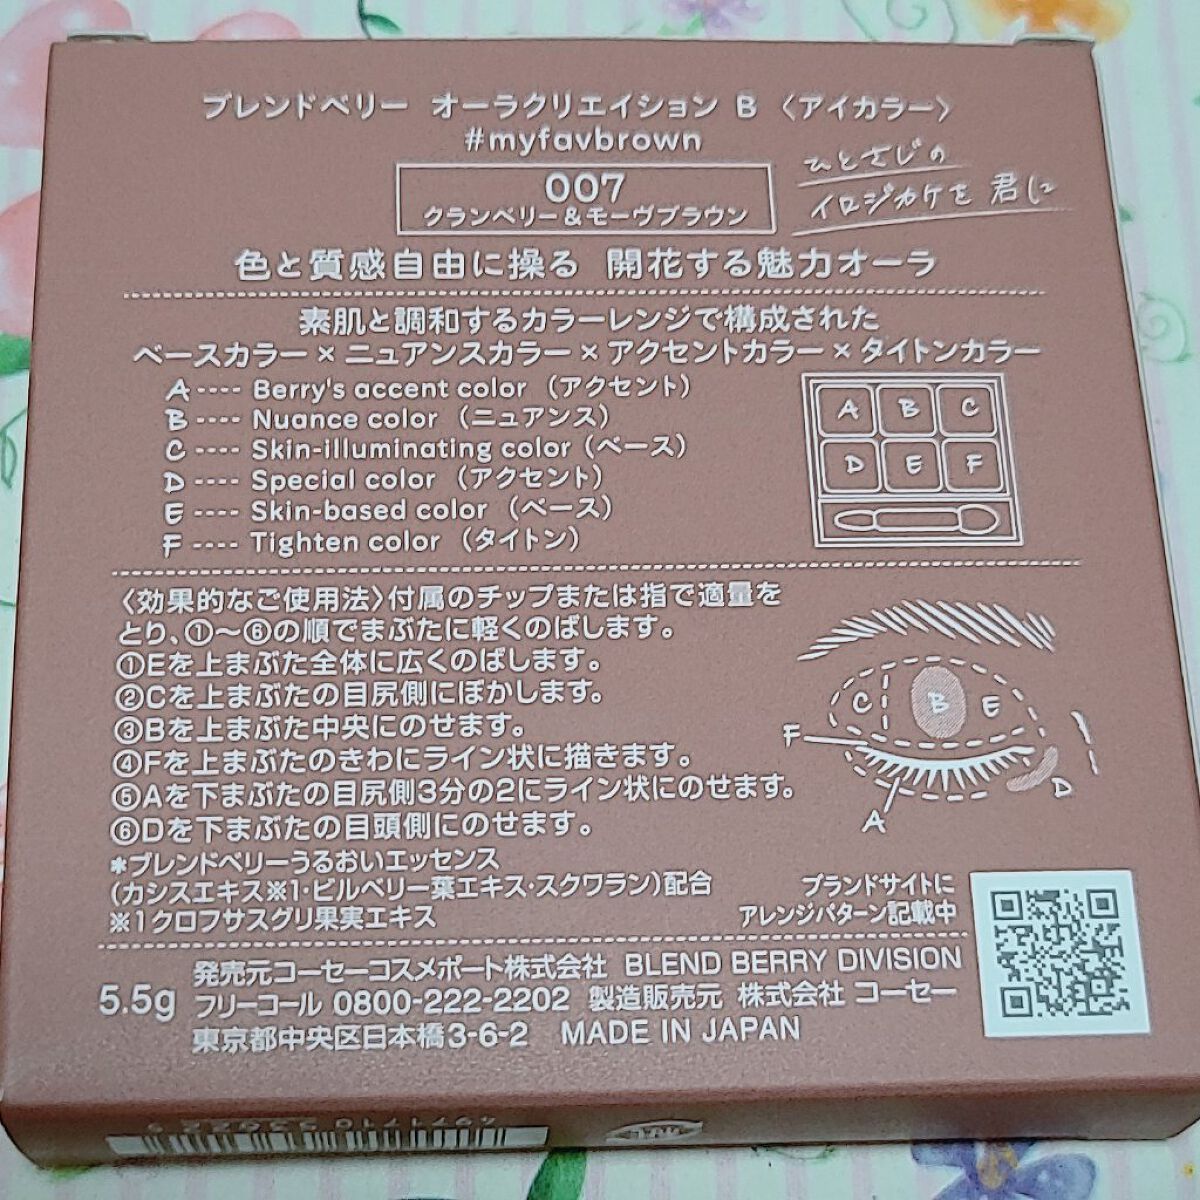 ブレンドベリー オーラクリエイション B 〈アイカラー〉
#myfavbrown
007
クランベリー&モーヴブラウン
ひとさじの
イロジカケを 君に
色と質感自由に操る 開花する魅力オーラ
素肌と調和するカラーレンジで構成された
ベースカラー×ニュアンスカラー×アクセントカラー×タイトンカラー
A---- Berry's accent color (アクセント)
B---- Nuance color (ニュアンス)
C---- Skin-illuminating color (ベース)
D---- Special color (アクセント)
E---- Skin-based color (ベース)
F---- Tighten color (タイトン)
A B C
D E F
〈効果的なご使用法〉付属のチップまたは指で適量を
とり、①〜⑥の順でまぶたに軽くのばします。
①Eを上まぶた全体に広くのばします。
②Cを上まぶたの目尻側にぼかします。
③Bを上まぶた中央にのせます。
④Fを上まぶたのきわにライン状に描きます。
⑤Aを下まぶたの目尻側3分の2にライン状にのせます。
⑥Dを下まぶたの目頭側にのせます。
C B E
F
D
A
*ブレンドベリーうるおいエッセンス
(カシスエキス※1・ビルベリー葉エキス・スクワラン)配合
※1クロフサスグリ果実エキス
ブランドサイトに
アレンジパターン記載中
5.5g
発売元コーセーコスメポート株式会社 BLEND BERRY DIVISION
フリーコール 0800-222-2202 製造販売元 株式会社 コーセー
東京都中央区日本橋3-6-2 MADE IN JAPAN